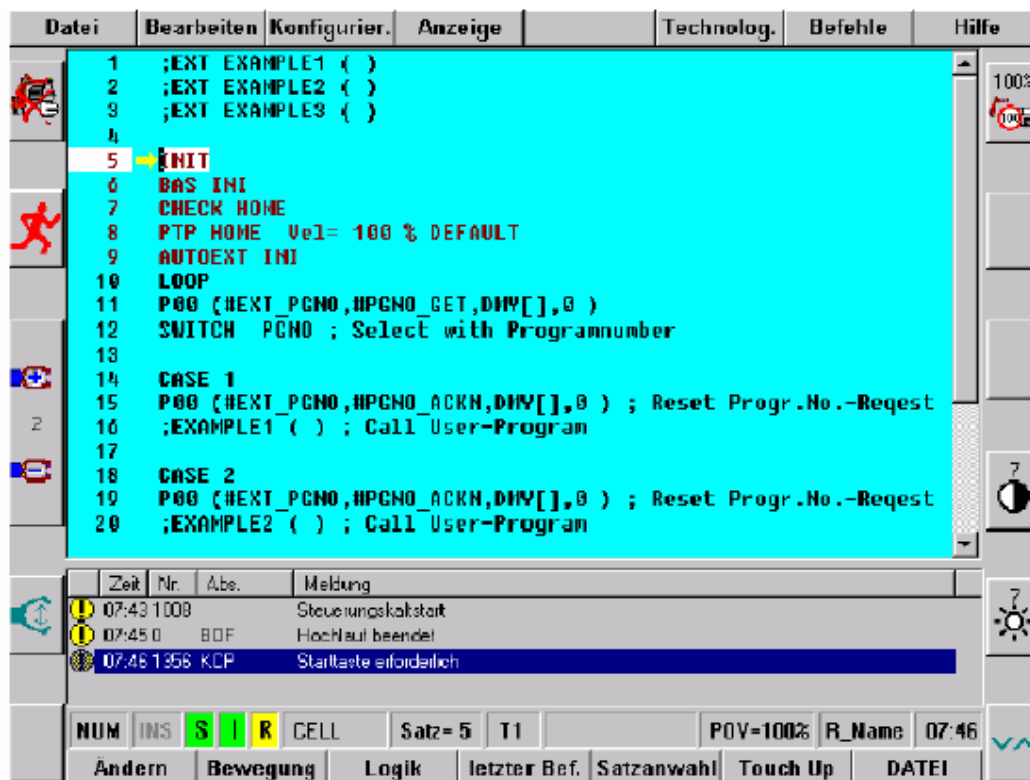 Datei Bearbeiten Konfigurier. Anzeige Technolog. Befehle Hilfe
1 ;EXT EXAMPLE1 ( )
2 ;EXT EXAMPLE2 ( )
3 ;EXT EXAMPLE3 ( )
4
5 INIT
6 BAS INI
7 CHECK HOME
8 PTP HOME Vel= 100 % DEFAULT
9 AUTOEXT INI
10 LOOP
11 P00 (#EXT_PGNO,#PGNO_GET,DMY[],0 )
12 SWITCH PGNO ; Select with Programnumber
13
14 CASE 1
15 P00 (#EXT_PGNO,#PGNO_ACKN,DMY[],0 ) ; Reset Progr.No.-Reqest
16 ;EXAMPLE1 ( ) ; Call User-Program
17
18 CASE 2
19 P00 (#EXT_PGNO,#PGNO_ACKN,DMY[],0 ) ; Reset Progr.No.-Reqest
20 ;EXAMPLE2 ( ) ; Call User-Program
100%
100
2
7
7
Zeit Nr. Abs. Meldung
07:43 1008 Steuerungskaltstart
07:45 0 BOF Hochlauf beendet
07:46 1356 KCP Starttaste erforderlich
NUM INS S I R CELL Satz= 5 T1 POV=100% R_Name 07:46
Ändern Bewegung Logik letzter Bef. Satzanwahl Touch Up DATEI